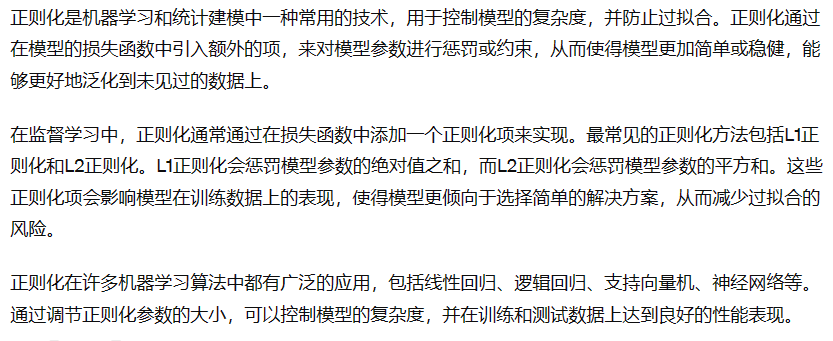 正则化是机器学习和统计建模中一种常用的技术，用于控制模型的复杂度，并防止过拟合。正则化通过
在模型的损失函数中引入额外的项，来对模型参数进行惩罚或约束，从而使得模型更加简单或稳健，能
够更好地泛化到未见过的数据上。
在监督学习中，正则化通常通过在损失函数中添加一个正则化项来实现。最常见的正则化方法包括L1正
则化和L2正则化。L1正则化会惩罚模型参数的绝对值之和，而L2正则化会惩罚模型参数的平方和。这些
正则化项会影响模型在训练数据上的表现，使得模型更倾向于选择简单的解决方案，从而减少过拟合的
风险。
正则化在许多机器学习算法中都有广泛的应用，包括线性回归、逻辑回归、支持向量机、神经网络等。
通过调节正则化参数的大小，可以控制模型的复杂度，并在训练和测试数据上达到良好的性能表现。